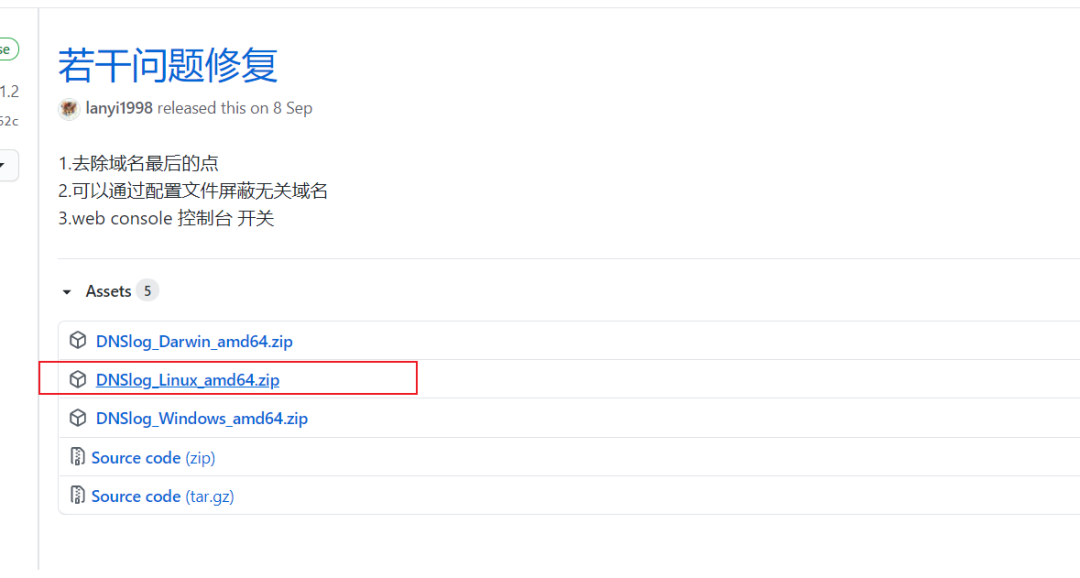 若干问题修复
se
lanyi1998 released this on 8 Sep
1.2
52c
1.去除域名最后的点
2.可以通过配置文件屏蔽无关域名
3.web console 控制台 开关
Assets 5
DNSlog_Darwin_amd64.zip
DNSlog_Linux_amd64.zip
DNSlog_Windows_amd64.zip
Source code (zip)
Source code (tar.gz)